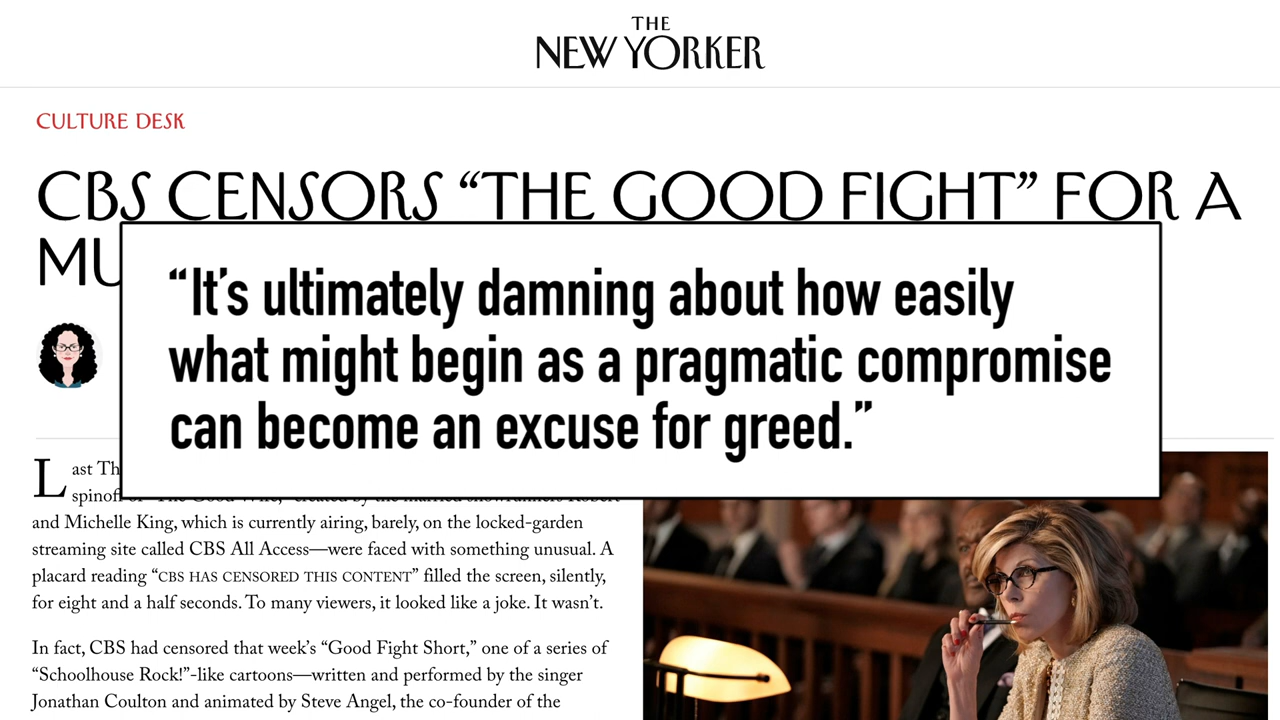 THE
NEW YORKER
CULTURE DESK
CBS CENSORS “THE GOOD FIGHT” FOR A
“It’s ultimately damning about how easily
what might begin as a pragmatic compromise
can become an excuse for greed.”
ast
and Michelle King, which is currently airing, barely, on the locked-garden
streaming site called CBS All Access—were faced with something unusual. A
placard reading “CBS HAS CENSORED THIS CONTENT” filled the screen, silently,
for eight and a half seconds. To many viewers, it looked like a joke. It wasn’t.
In fact, CBS had censored that week’s “Good Fight Short,” one of a series of
“Schoolhouse Rock!”-like cartoons—written and performed by the singer
Jonathan Coulton and animated by Steve Angel, the co-founder of the